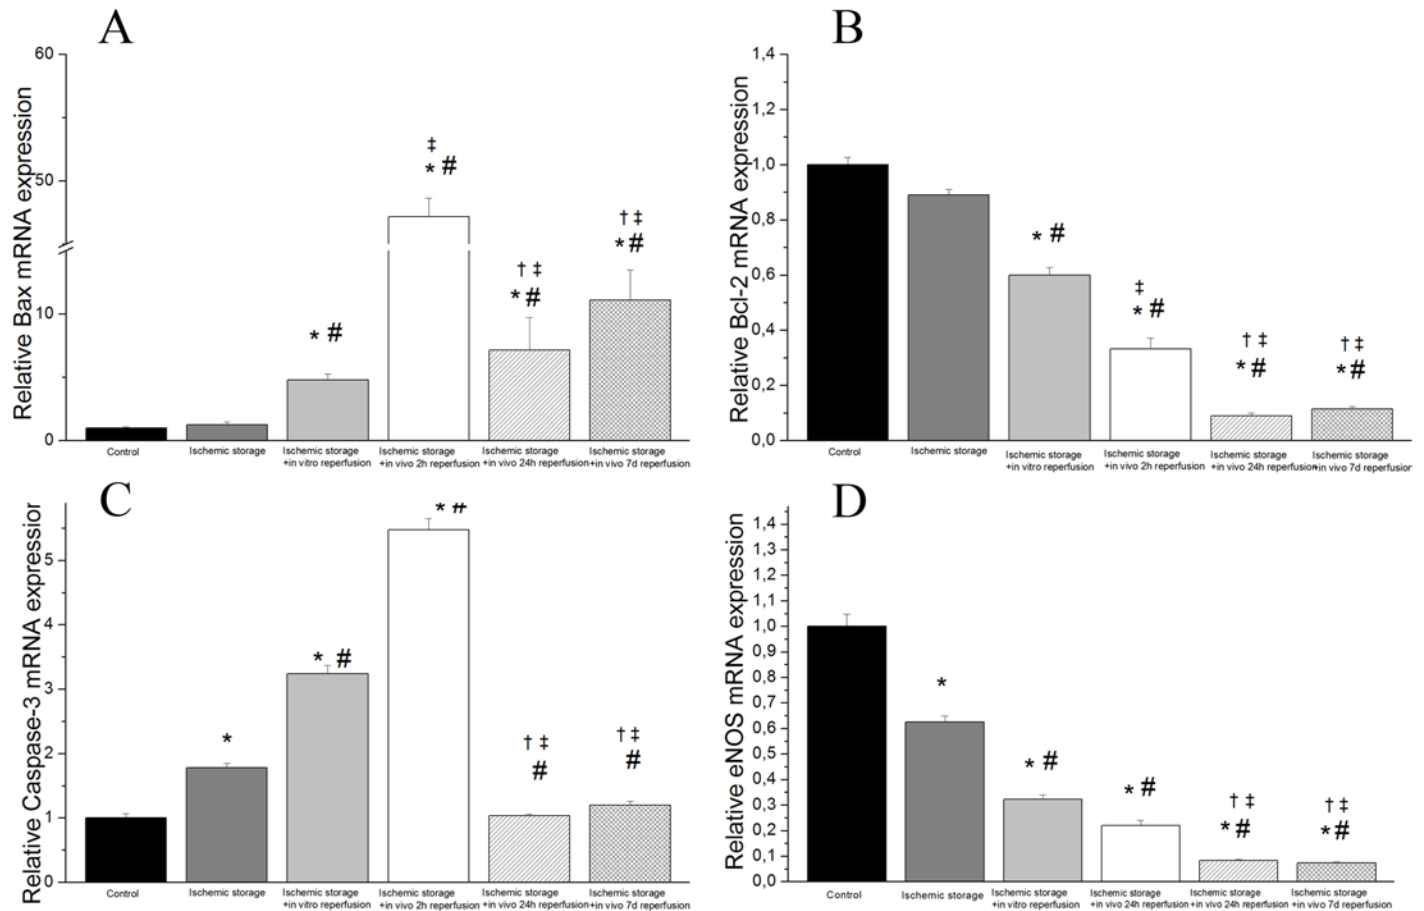 A
Relative Bax mRNA expression
60
50
10
0
‡
* #
* #
† ‡
* #
† ‡
* #
Control
Ischemic storage
Ischemic storage
+in vitro reperfusion
Ischemic storage
+in vivo 2h reperfusion
Ischemic storage
+in vivo 24h reperfusion
Ischemic storage
+in vivo 7d reperfusion
B
Relative Bcl-2 mRNA expression
1,4
1,2
1,0
0,8
0,6
0,4
0,2
0,0
* #
‡
* #
† ‡
* #
† ‡
* #
Control
Ischemic storage
Ischemic storage
+in vitro reperfusion
Ischemic storage
+in vivo 2h reperfusion
Ischemic storage
+in vivo 24h reperfusion
Ischemic storage
+in vivo 7d reperfusion
C
Relative Caspase-3 mRNA expression
5
4
3
2
1
0
*
* #
* #
† ‡
#
† ‡
#
Control
Ischemic storage
Ischemic storage
+in vitro reperfusion
Ischemic storage
+in vivo 2h reperfusion
Ischemic storage
+in vivo 24h reperfusion
Ischemic storage
+in vivo 7d reperfusion
D
Relative eNOS mRNA expression
1,4
1,3
1,2
1,1
1,0
0,9
0,8
0,7
0,6
0,5
0,4
0,3
0,2
0,1
0,0
*
* #
* #
† ‡
* #
† ‡
* #
Control
Ischemic storage
Ischemic storage
+in vitro reperfusion
Ischemic storage
+in vivo 24h reperfusion
Ischemic storage
+in vivo 24h reperfusion
Ischemic storage
+in vivo 7d reperfusion